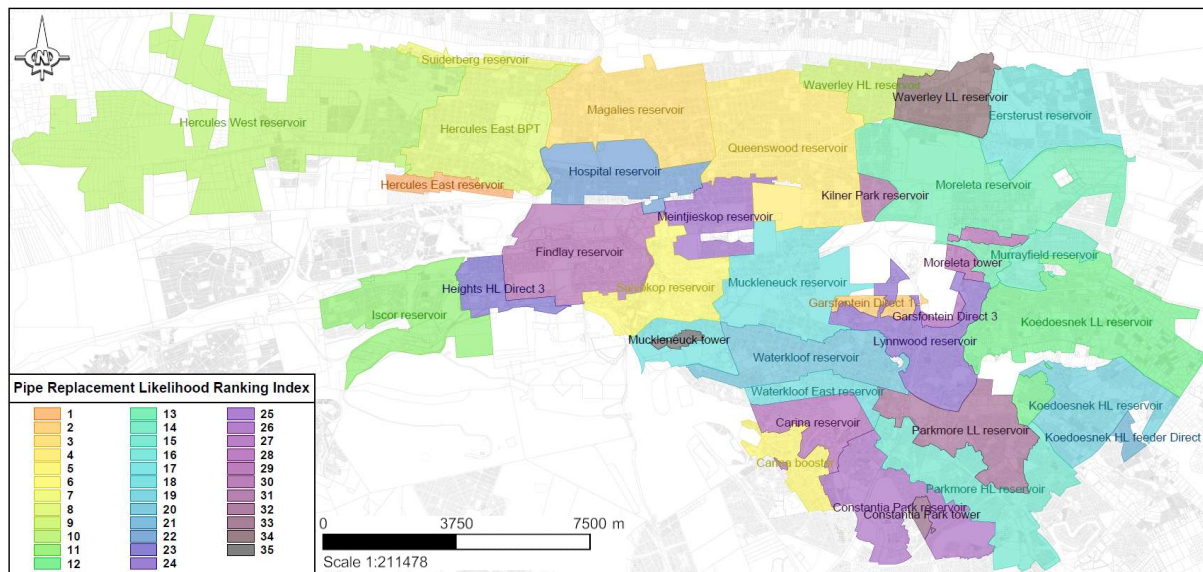 N
Suiderberg reservoir
Waverley HL reservoir
Waverley LL reservoir
Magalies reservoir
Eersterust reservoir
Hercules West reservoir
Hercules East BPT
Queenswood reservoir
Hospital reservoir
Hercules East reservoir
Moreleta reservoir
Kilner Park reservoir
Meintjieskop reservoir
Findlay reservoir
Moreleta tower
Murrayfield reservoir
Heights HL Direct 3
Salvokop reservoir
Muckleneuck reservoir
Garsfontein Direct 1
Iscor reservoir
Garsfontein Direct 3
Koedoesnek LL reservoir
Muckleneuck tower
Lynnwood reservoir
Waterkloof reservoir
Waterkloof East reservoir
Koedoesnek HL reservoir
Carina reservoir
Parkmore LL reservoir
Koedoesnek HL feeder Direct
Carina booster
Parkmore HL reservoir
Constantia Park reservoir
Constantia Park tower
Pipe Replacement Likelihood Ranking Index
1 13 25
2 14 26
3 15 27
4 16 28
5 17 29
6 18 30
7 19 31
8 20 32
9 21 33
10 22 34
11 23 35
12 24
0 3750 7500 m
Scale 1:211478